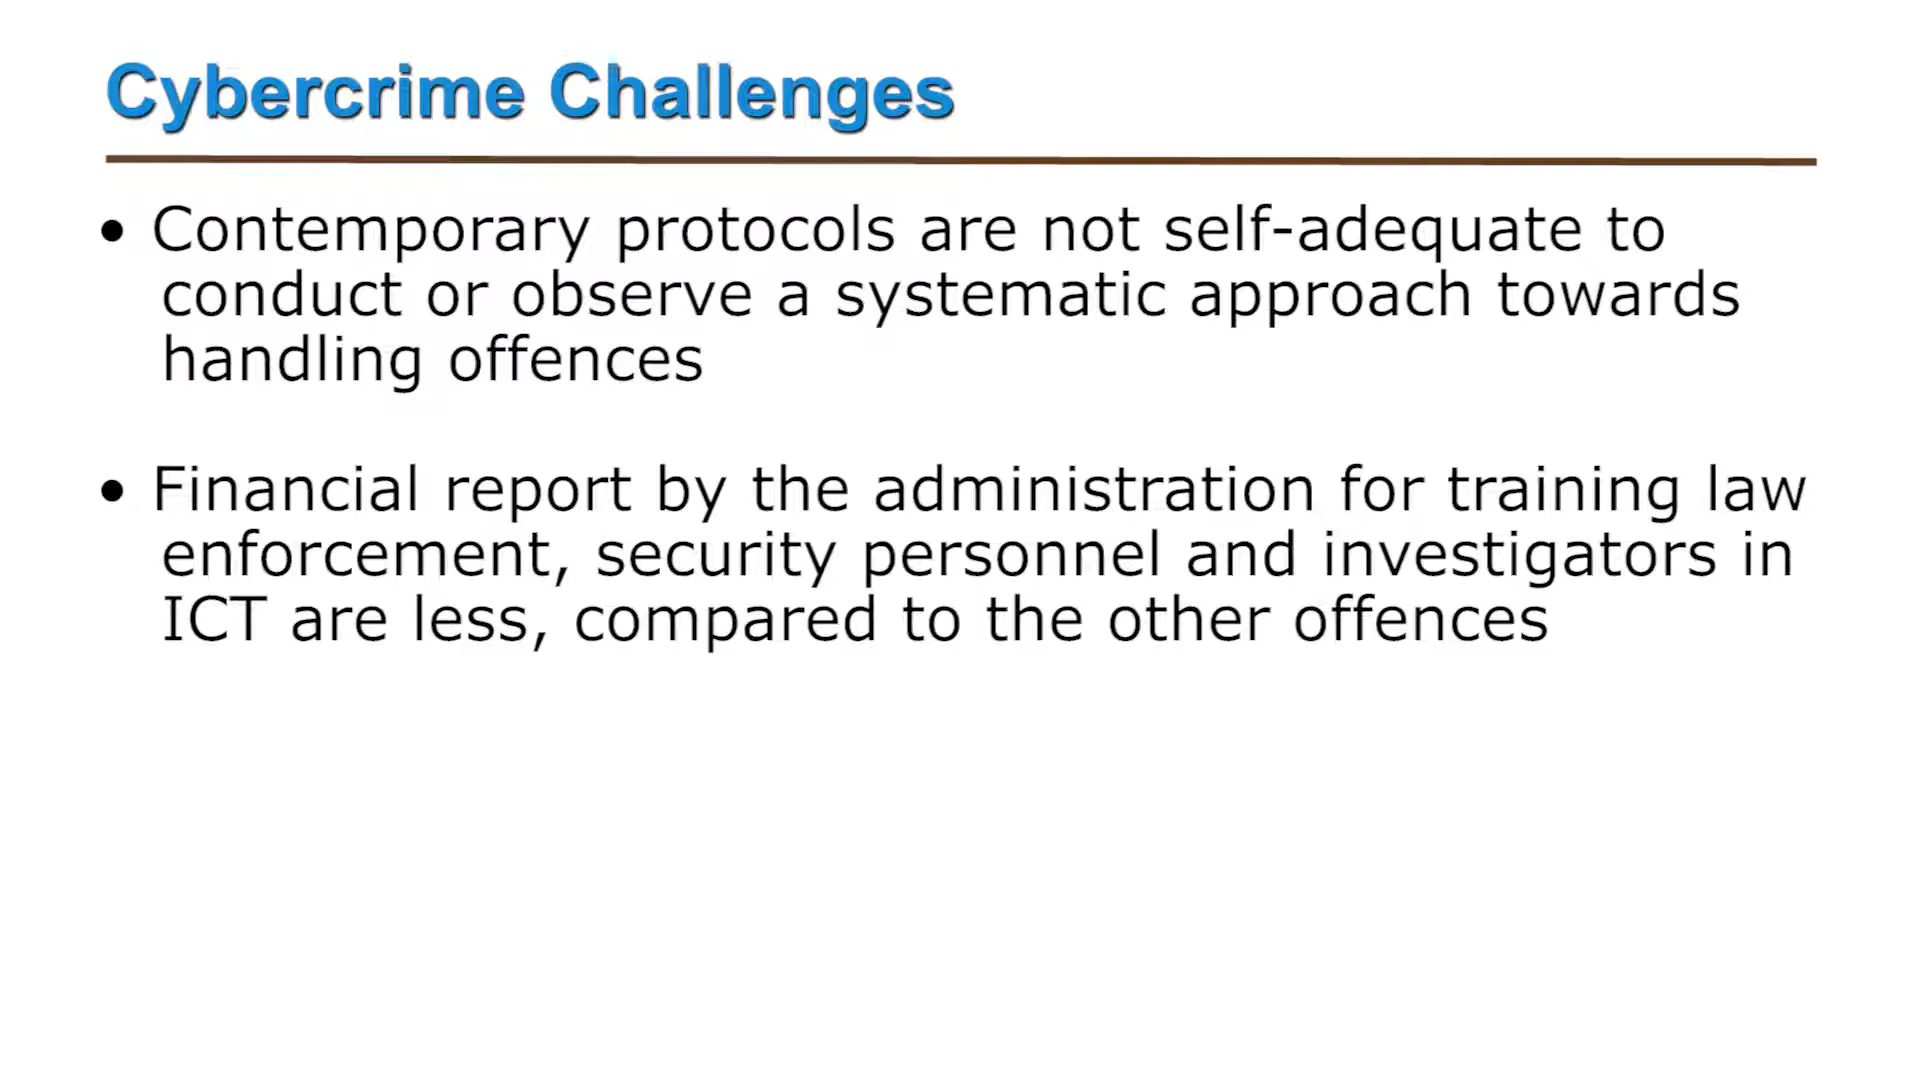 Cybercrime Challenges
• Contemporary protocols are not self-adequate to
conduct or observe a systematic approach towards
handling offences
• Financial report by the administration for training law
enforcement, security personnel and investigators in
ICT are less, compared to the other offences